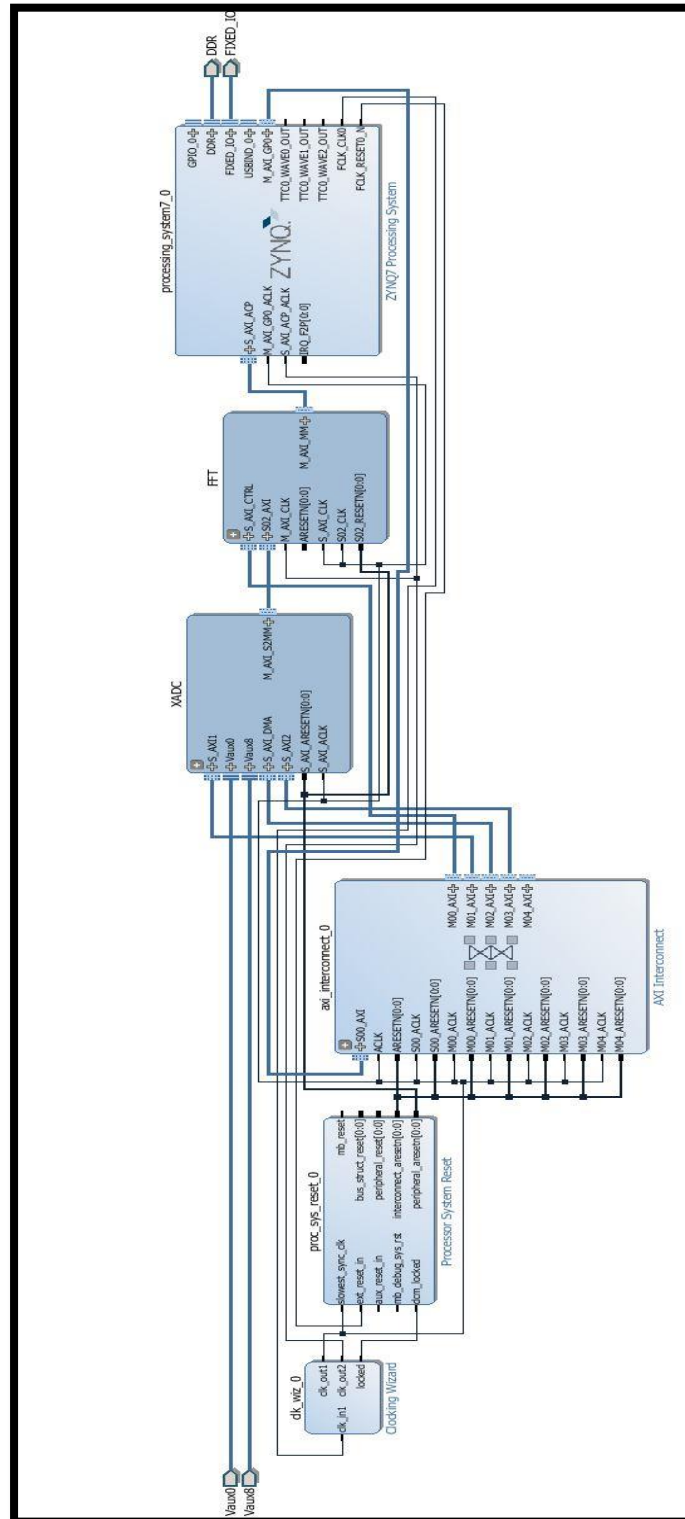 Vaux0
Vaux8
clk_wiz_0
clk_in1
clk_out1
clk_out2
locked
Clocking Wizard
proc_sys_reset_0
slowest_sync_clk
ext_reset_in
aux_reset_in
mb_debug_sys_rst
dcm_locked
mb_reset
bus_struct_reset[0:0]
peripheral_reset[0:0]
interconnect_aresetn[0:0]
peripheral_aresetn[0:0]
Processor System Reset
axi_interconnect_0
S00_AXI
ACLK
ARESETN[0:0]
S00_ACLK
S00_ARESETN[0:0]
M00_ACLK
M00_ARESETN[0:0]
M01_ACLK
M01_ARESETN[0:0]
M02_ACLK
M02_ARESETN[0:0]
M03_ACLK
M03_ARESETN[0:0]
M04_ACLK
M04_ARESETN[0:0]
M00_AXI
M01_AXI
M02_AXI
M03_AXI
M04_AXI
AXI Interconnect
XADC
S_AXI1
Vaux0
Vaux8
S_AXI_DMA
S_AXI2
S_AXI_ARESETN[0:0]
S_AXI_ACLK
M_AXI_S2MM
FFT
S_AXI_CTRL
S02_AXI
M_AXI_CLK
ARESETN[0:0]
S_AXI_CLK
S02_CLK
S02_RESETN[0:0]
M_AXI_MM
processing_system7_0
S_AXI_ACP
M_AXI_GP0_ACLK
S_AXI_ACP_ACLK
IRQ_F2P[0:0]
ZYNQ
GPIO_0
DDR
FIXED_IO
USBIND_0
M_AXI_GP0
TTC0_WAVE0_OUT
TTC0_WAVE1_OUT
TTC0_WAVE2_OUT
FCLK_CLK0
FCLK_RESET0_N
ZYNQ7 Processing System
DDR
FIXED_IO